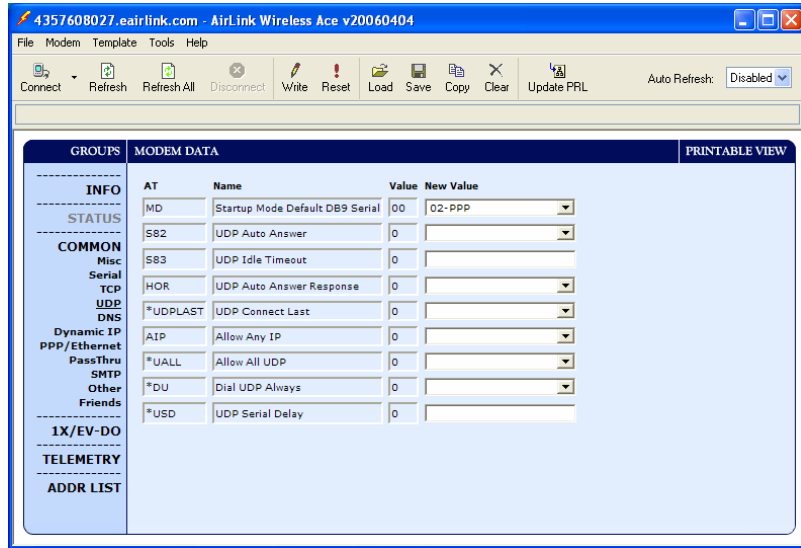 4357608027.eairlink.com - AirLink Wireless Ace v20060404
File Modem Template Tools Help
Connect Refresh Refresh All Disconnect Write Reset Load Save Copy Clear Update PRL Auto Refresh: Disabled
GROUPS MODEM DATA PRINTABLE VIEW
INFO
STATUS
COMMON
Misc
Serial
TCP
UDP
DNS
Dynamic IP
PPP/Ethernet
PassThru
SMTP
Other
Friends
1X/EV-DO
TELEMETRY
ADDR LIST
AT Name Value New Value
MD Startup Mode Default DB9 Serial 00 02-PPP
S82 UDP Auto Answer 0
S83 UDP Idle Timeout 0
HOR UDP Auto Answer Response 0
*UDPLAST UDP Connect Last 0
AIP Allow Any IP 0
*UALL Allow All UDP 0
*DU Dial UDP Always 0
*USD UDP Serial Delay 0